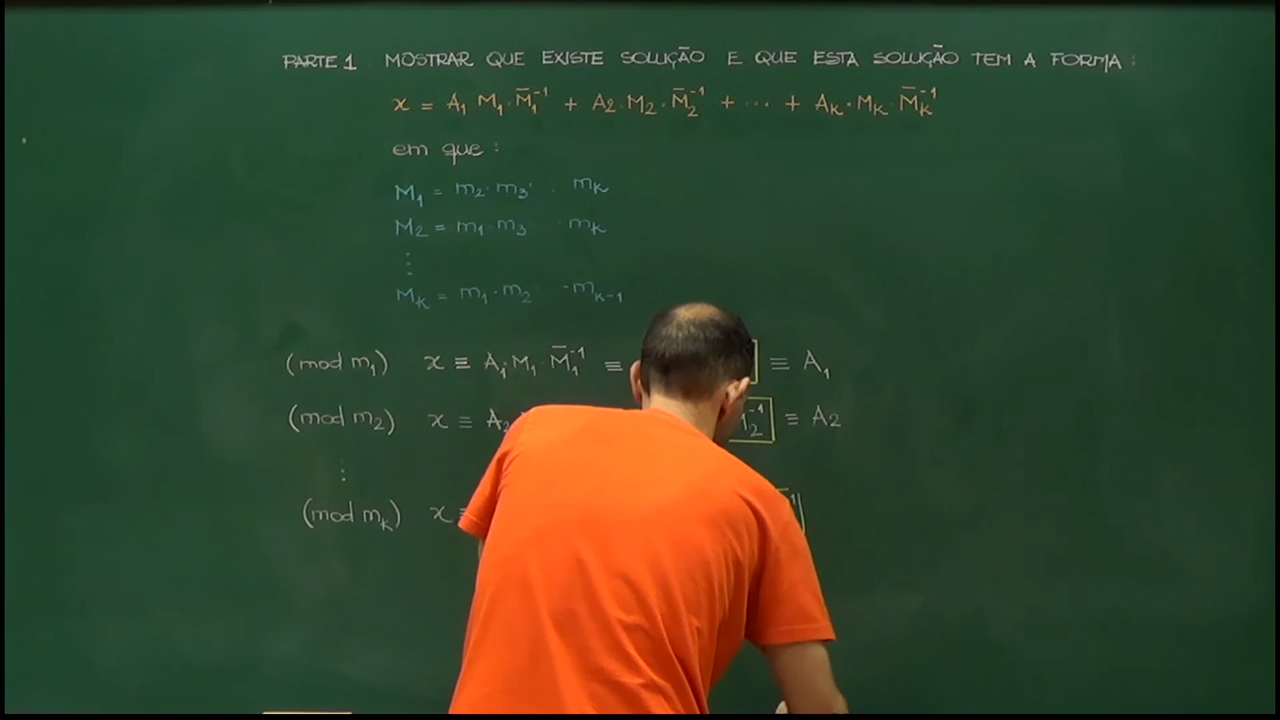 PARTE 1 MOSTRAR QUE EXISTE SOLUÇÃO E QUE ESTA SOLUÇÃO TEM A FORMA:
x = A₁ M₁·M̄₁⁻¹ + A₂·M₂·M̄₂⁻¹ + ··· + Aₖ·Mₖ·M̄ₖ⁻¹
em que:
M₁ = m₂·m₃· . mₖ
M₂ = m₁·m₃ · mₖ
⋮
Mₖ = m₁·m₂· ·mₖ₋₁
(mod m₁) x ≡ A₁·M₁·M̄₁⁻¹ ≡ ≡ A₁
(mod m₂) x ≡ A₂ M̄₂⁻¹ ≡ A₂
⋮
(mod mₖ) x ≡